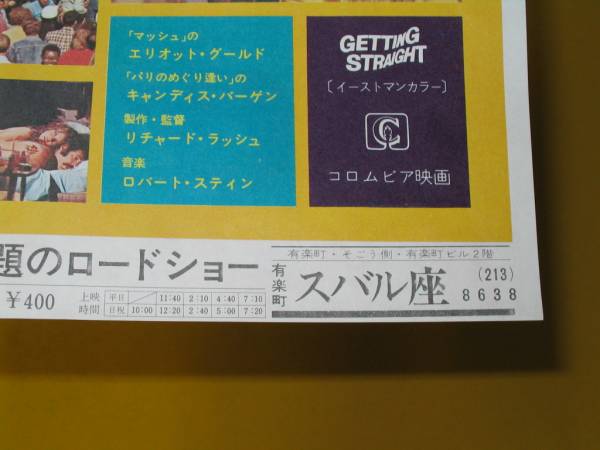 「マッシュ」の
エリオット・グールド
「パリのめぐり逢い」の
キャンディス・バーゲン
製作・監督
リチャード・ラッシュ
音楽
ロバート・スティン
GETTING
STRAIGHT
〔イーストマンカラー〕
コロムビア映画
題のロードショー
¥400
上映時間
平日 11:40 2:10 4:40 7:10
日祝 10:00 12:20 2:40 5:00 7:20
有楽町・そごう側・有楽町ビル2階
有楽町 スバル座 (213)
8638